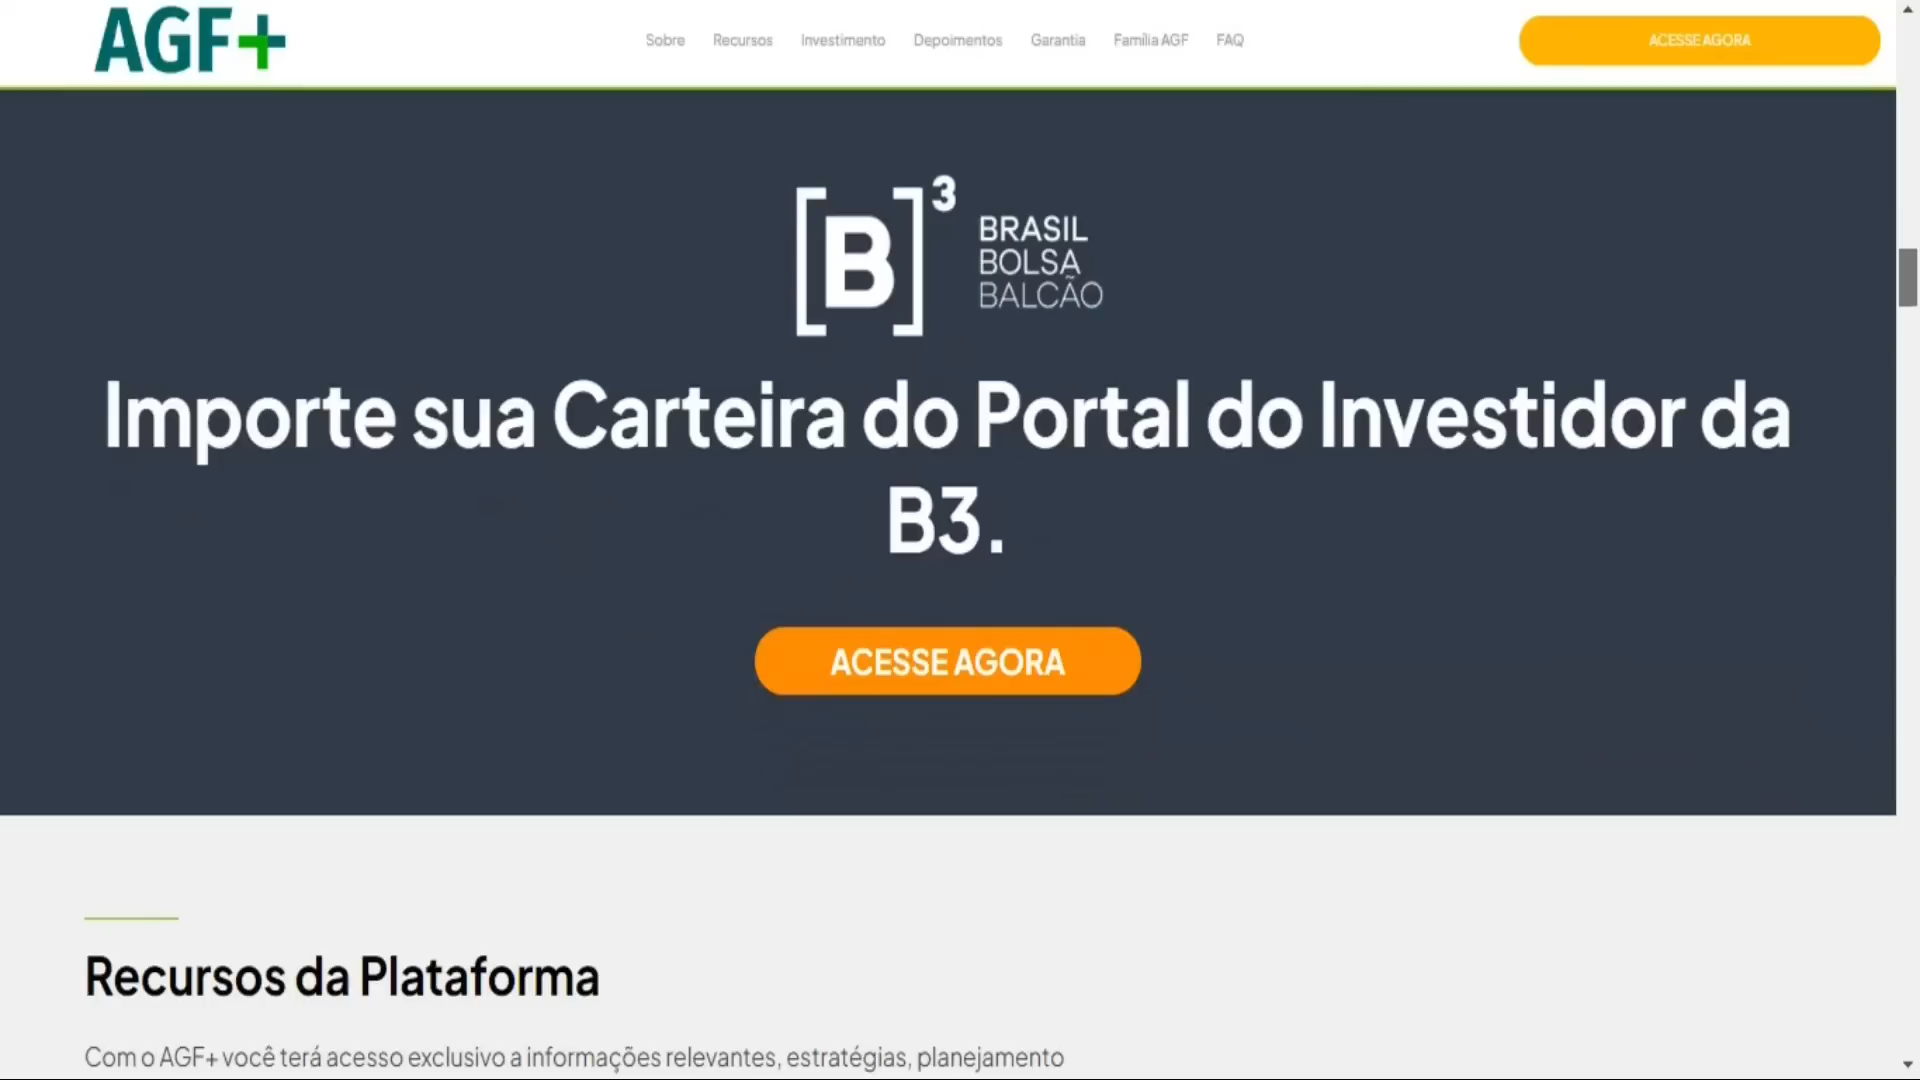 AGF+
Sobre Recursos Investimento Depoimentos Garantia Família AGF FAQ
ACESSE AGORA
[B]³
BRASIL
BOLSA
BALCÃO
Importe sua Carteira do Portal do Investidor da
B3.
ACESSE AGORA
Recursos da Plataforma
Com o AGF+ você terá acesso exclusivo a informações relevantes, estratégias, planejamento